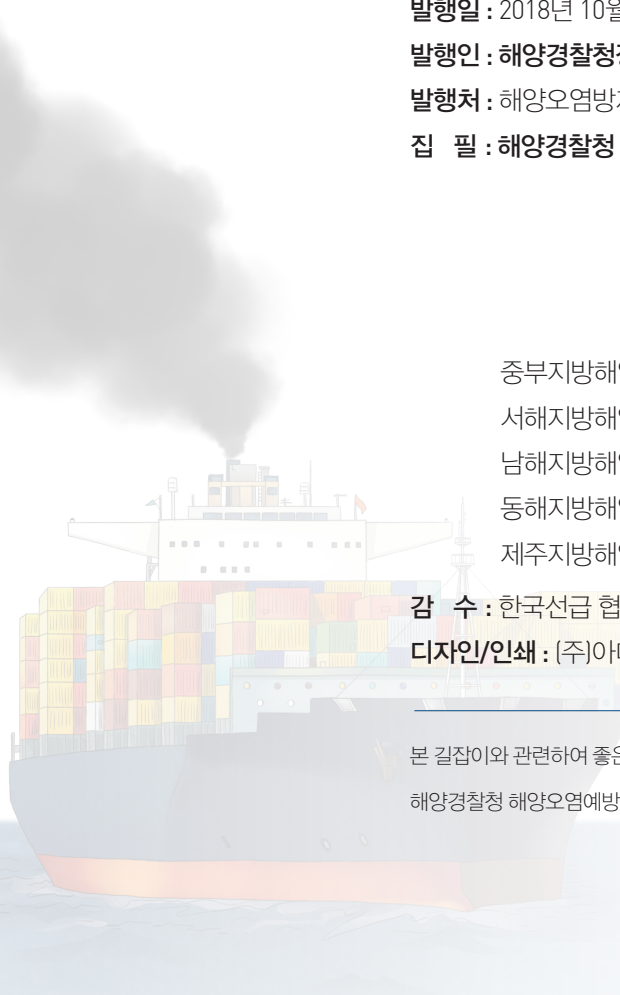 발행일 : 2018년 10월
발행인 : 해양경찰청
발행처 : 해양오염방
집 필 : 해양경찰청
중부지방해
서해지방해
남해지방해
동해지방해
제주지방해
감 수 : 한국선급 협
디자인/인쇄 : (주)아
본 길잡이와 관련하여 좋은
해양경찰청 해양오염예방